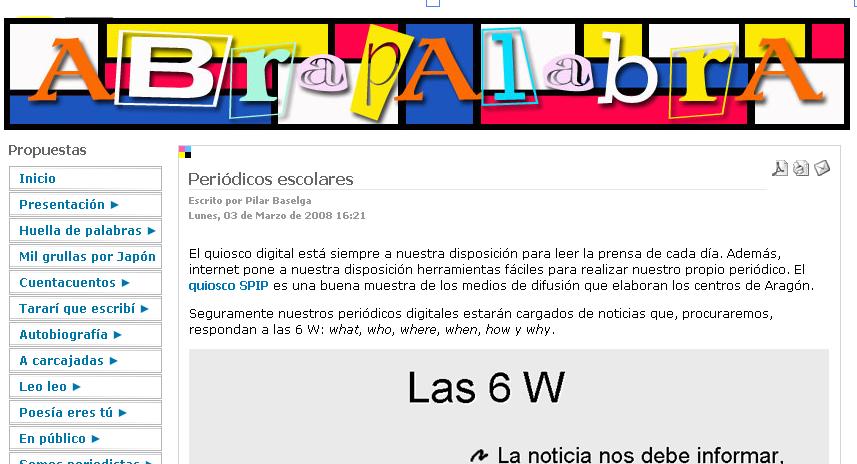 ABrapAlabrA
Propuestas
Inicio
Presentación
Huella de palabras
Mil grullas por Japón
Cuentacuentos
Tararí que escribí
Autobiografía
A carcajadas
Leo leo
Poesía eres tú
En público
Somos periodistas
Periódicos escolares
Escrito por Pilar Baselga
Lunes, 03 de Marzo de 2008 16:21
El quiosco digital está siempre a nuestra disposición para leer la prensa de cada día. Además,
internet pone a nuestra disposición herramientas fáciles para realizar nuestro propio periódico. El
quiosco SPIP es una buena muestra de los medios de difusión que elaboran los centros de Aragón.
Seguramente nuestros periódicos digitales estarán cargados de noticias que, procuraremos,
respondan a las 6 W: what, who, where, when, how y why.
Las 6 W
La noticia nos debe informar,